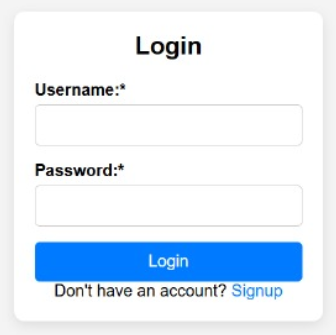 Login
Username:*
Password:*
Login
Don't have an account? Signup